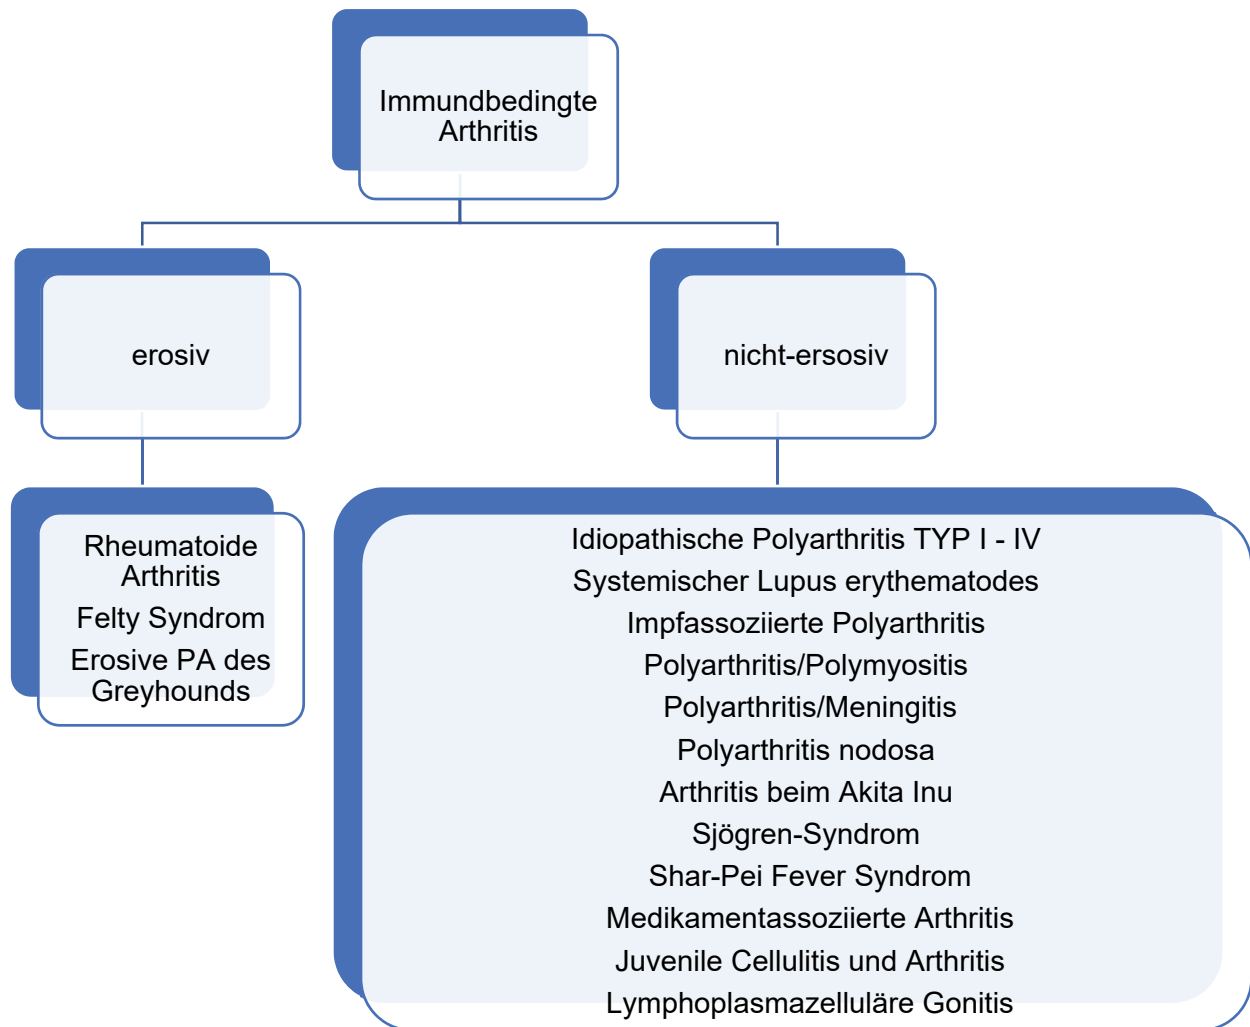 Immundbedingte
Arthritis
erosiv
nicht-ersosiv
Rheumatoide
Arthritis
Felty Syndrom
Erosive PA des
Greyhounds
Idiopathische Polyarthritis TYP I - IV
Systemischer Lupus erythematodes
Impfassoziierte Polyarthritis
Polyarthritis/Polymyositis
Polyarthritis/Meningitis
Polyarthritis nodosa
Arthritis beim Akita Inu
Sjögren-Syndrom
Shar-Pei Fever Syndrom
Medikamentassoziierte Arthritis
Juvenile Cellulitis und Arthritis
Lymphoplasmazelluläre Gonitis